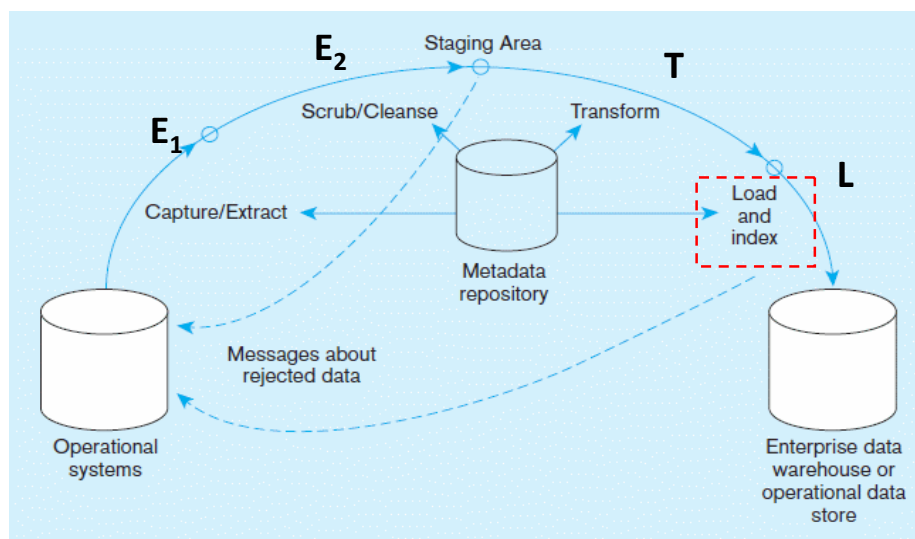 E2
Staging Area
T
Scrub/Cleanse
Transform
E1
L
Load
and
index
Capture/Extract
Metadata
repository
Messages about
rejected data
Operational
systems
Enterprise data
warehouse or
operational data
store